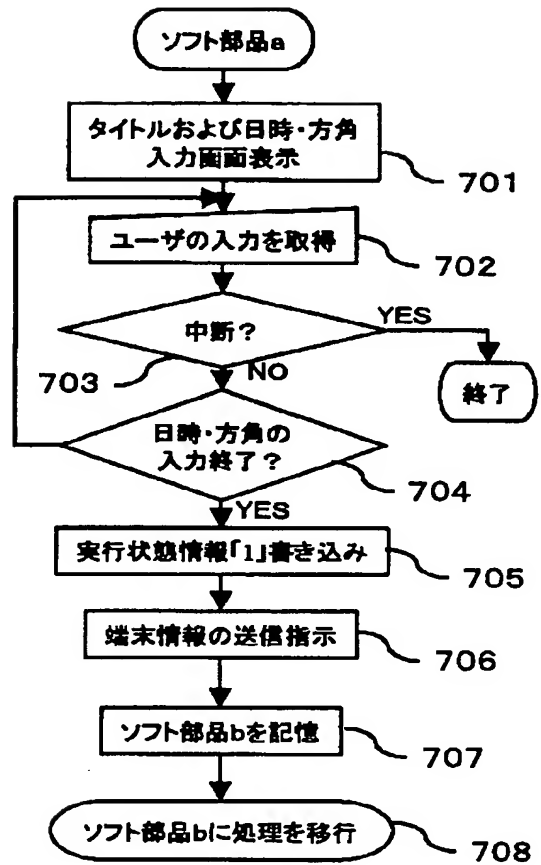 ソフト部品a
タイトルおよび日時・方角
入力画面表示
701
ユーザの入力を取得
702
中断?
YES
703
NO
終了
日時・方角の
入力終了?
704
YES
実行状態情報「1」書き込み
705
端末情報の送信指示
706
ソフト部品bを記憶
707
ソフト部品bに処理を移行
708